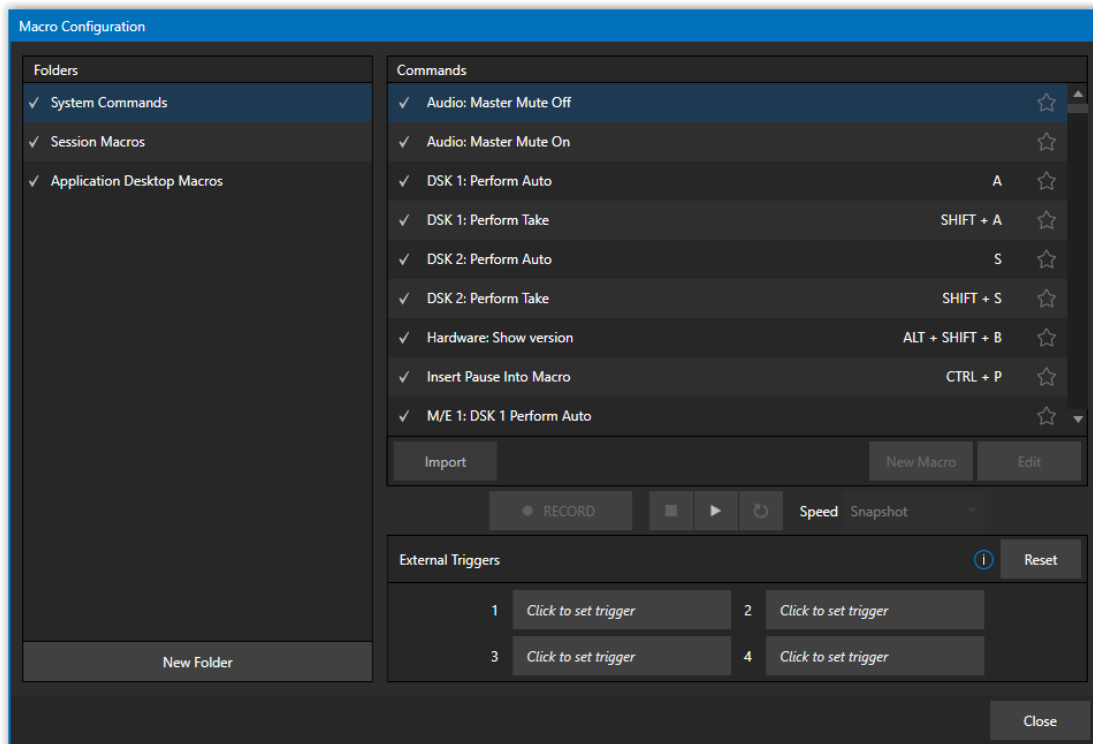 Macro Configuration
Folders
System Commands
Session Macros
Application Desktop Macros
New Folder
Commands
Audio: Master Mute Off
Audio: Master Mute On
DSK 1: Perform Auto A
DSK 1: Perform Take SHIFT + A
DSK 2: Perform Auto S
DSK 2: Perform Take SHIFT + S
Hardware: Show version ALT + SHIFT + B
Insert Pause Into Macro CTRL + P
M/E 1: DSK 1 Perform Auto
Import New Macro Edit
RECORD Speed Snapshot
External Triggers i Reset
1 Click to set trigger 2 Click to set trigger
3 Click to set trigger 4 Click to set trigger
Close